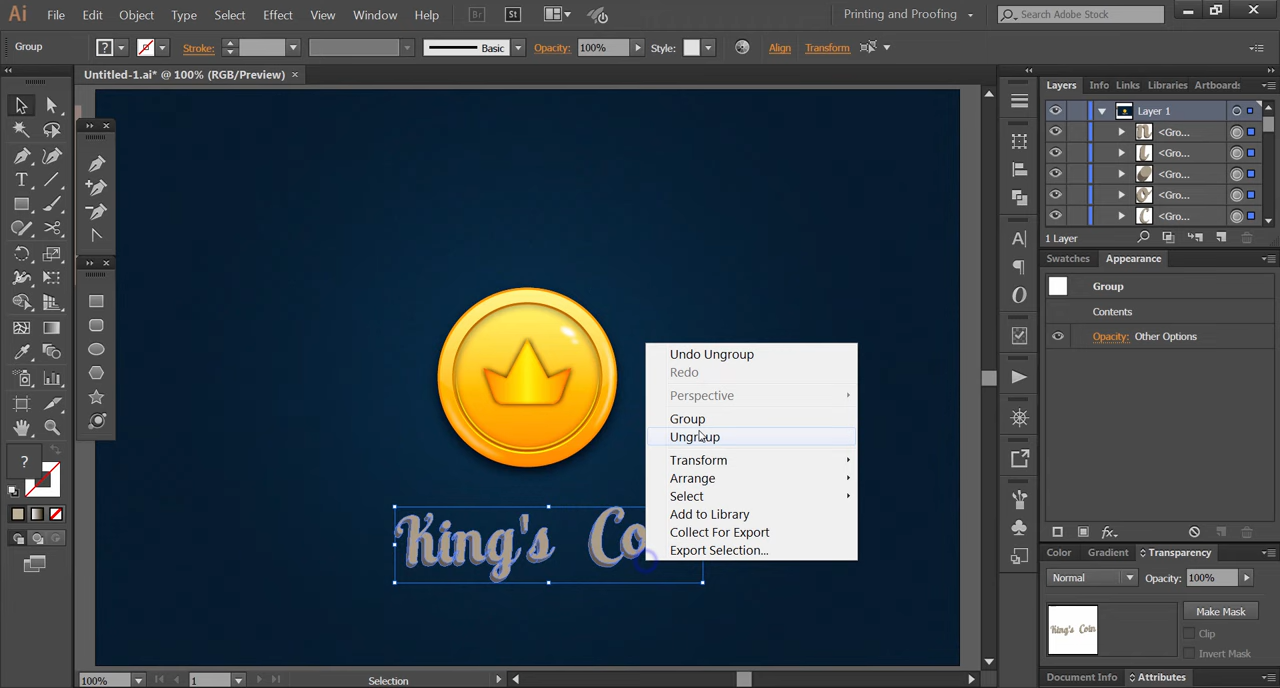 Ai File Edit Object Type Select Effect View Window Help Br St Printing and Proofing Search Adobe Stock
Group ? Stroke: Basic Opacity: 100% Style: Align Transform
Untitled-1.ai* @ 100% (RGB/Preview) ×
Layers Info Links Libraries Artboards
Layer 1
<Gro...
<Gro...
<Gro...
<Gro...
<Gro...
1 Layer
Swatches Appearance
Group
Contents
Opacity: Other Options
Color Gradient Transparency
Normal Opacity: 100%
Make Mask
Clip
Invert Mask
King's Coin
Document Info Attributes
Undo Ungroup
Redo
Perspective
Group
Ungroup
Transform
Arrange
Select
Add to Library
Collect For Export
Export Selection...
King's Co
?
100% 1 Selection